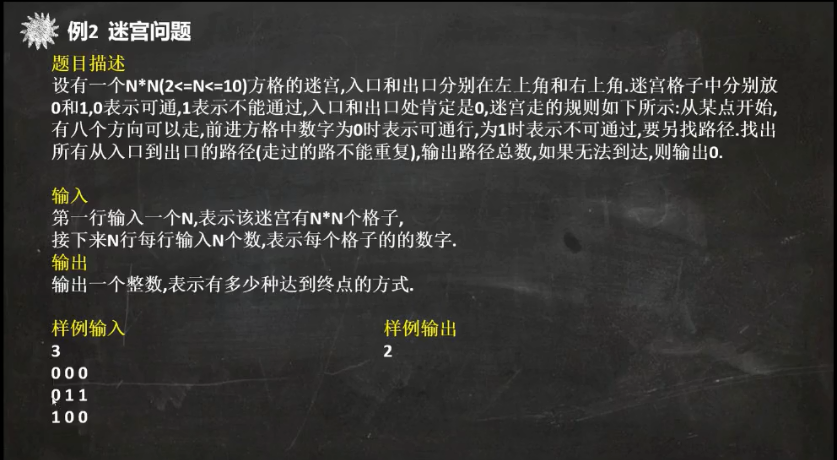 例2 迷宫问题
题目描述
设有一个N*N(2<=N<=10)方格的迷宫,入口和出口分别在左上角和右上角.迷宫格子中分别放
0和1,0表示可通,1表示不能通过,入口和出口处肯定是0,迷宫走的规则如下所示:从某点开始,
有八个方向可以走,前进方格中数字为0时表示可通行,为1时表示不可通过,要另找路径.找出
所有从入口到出口的路径(走过的路不能重复),输出路径总数,如果无法到达,则输出0.
输入
第一行输入一个N,表示该迷宫有N*N个格子,
接下来N行每行输入N个数,表示每个格子的的数字.
输出
输出一个整数,表示有多少种达到终点的方式.
样例输入
3
0 0 0
0 1 1
1 0 0
样例输出
2